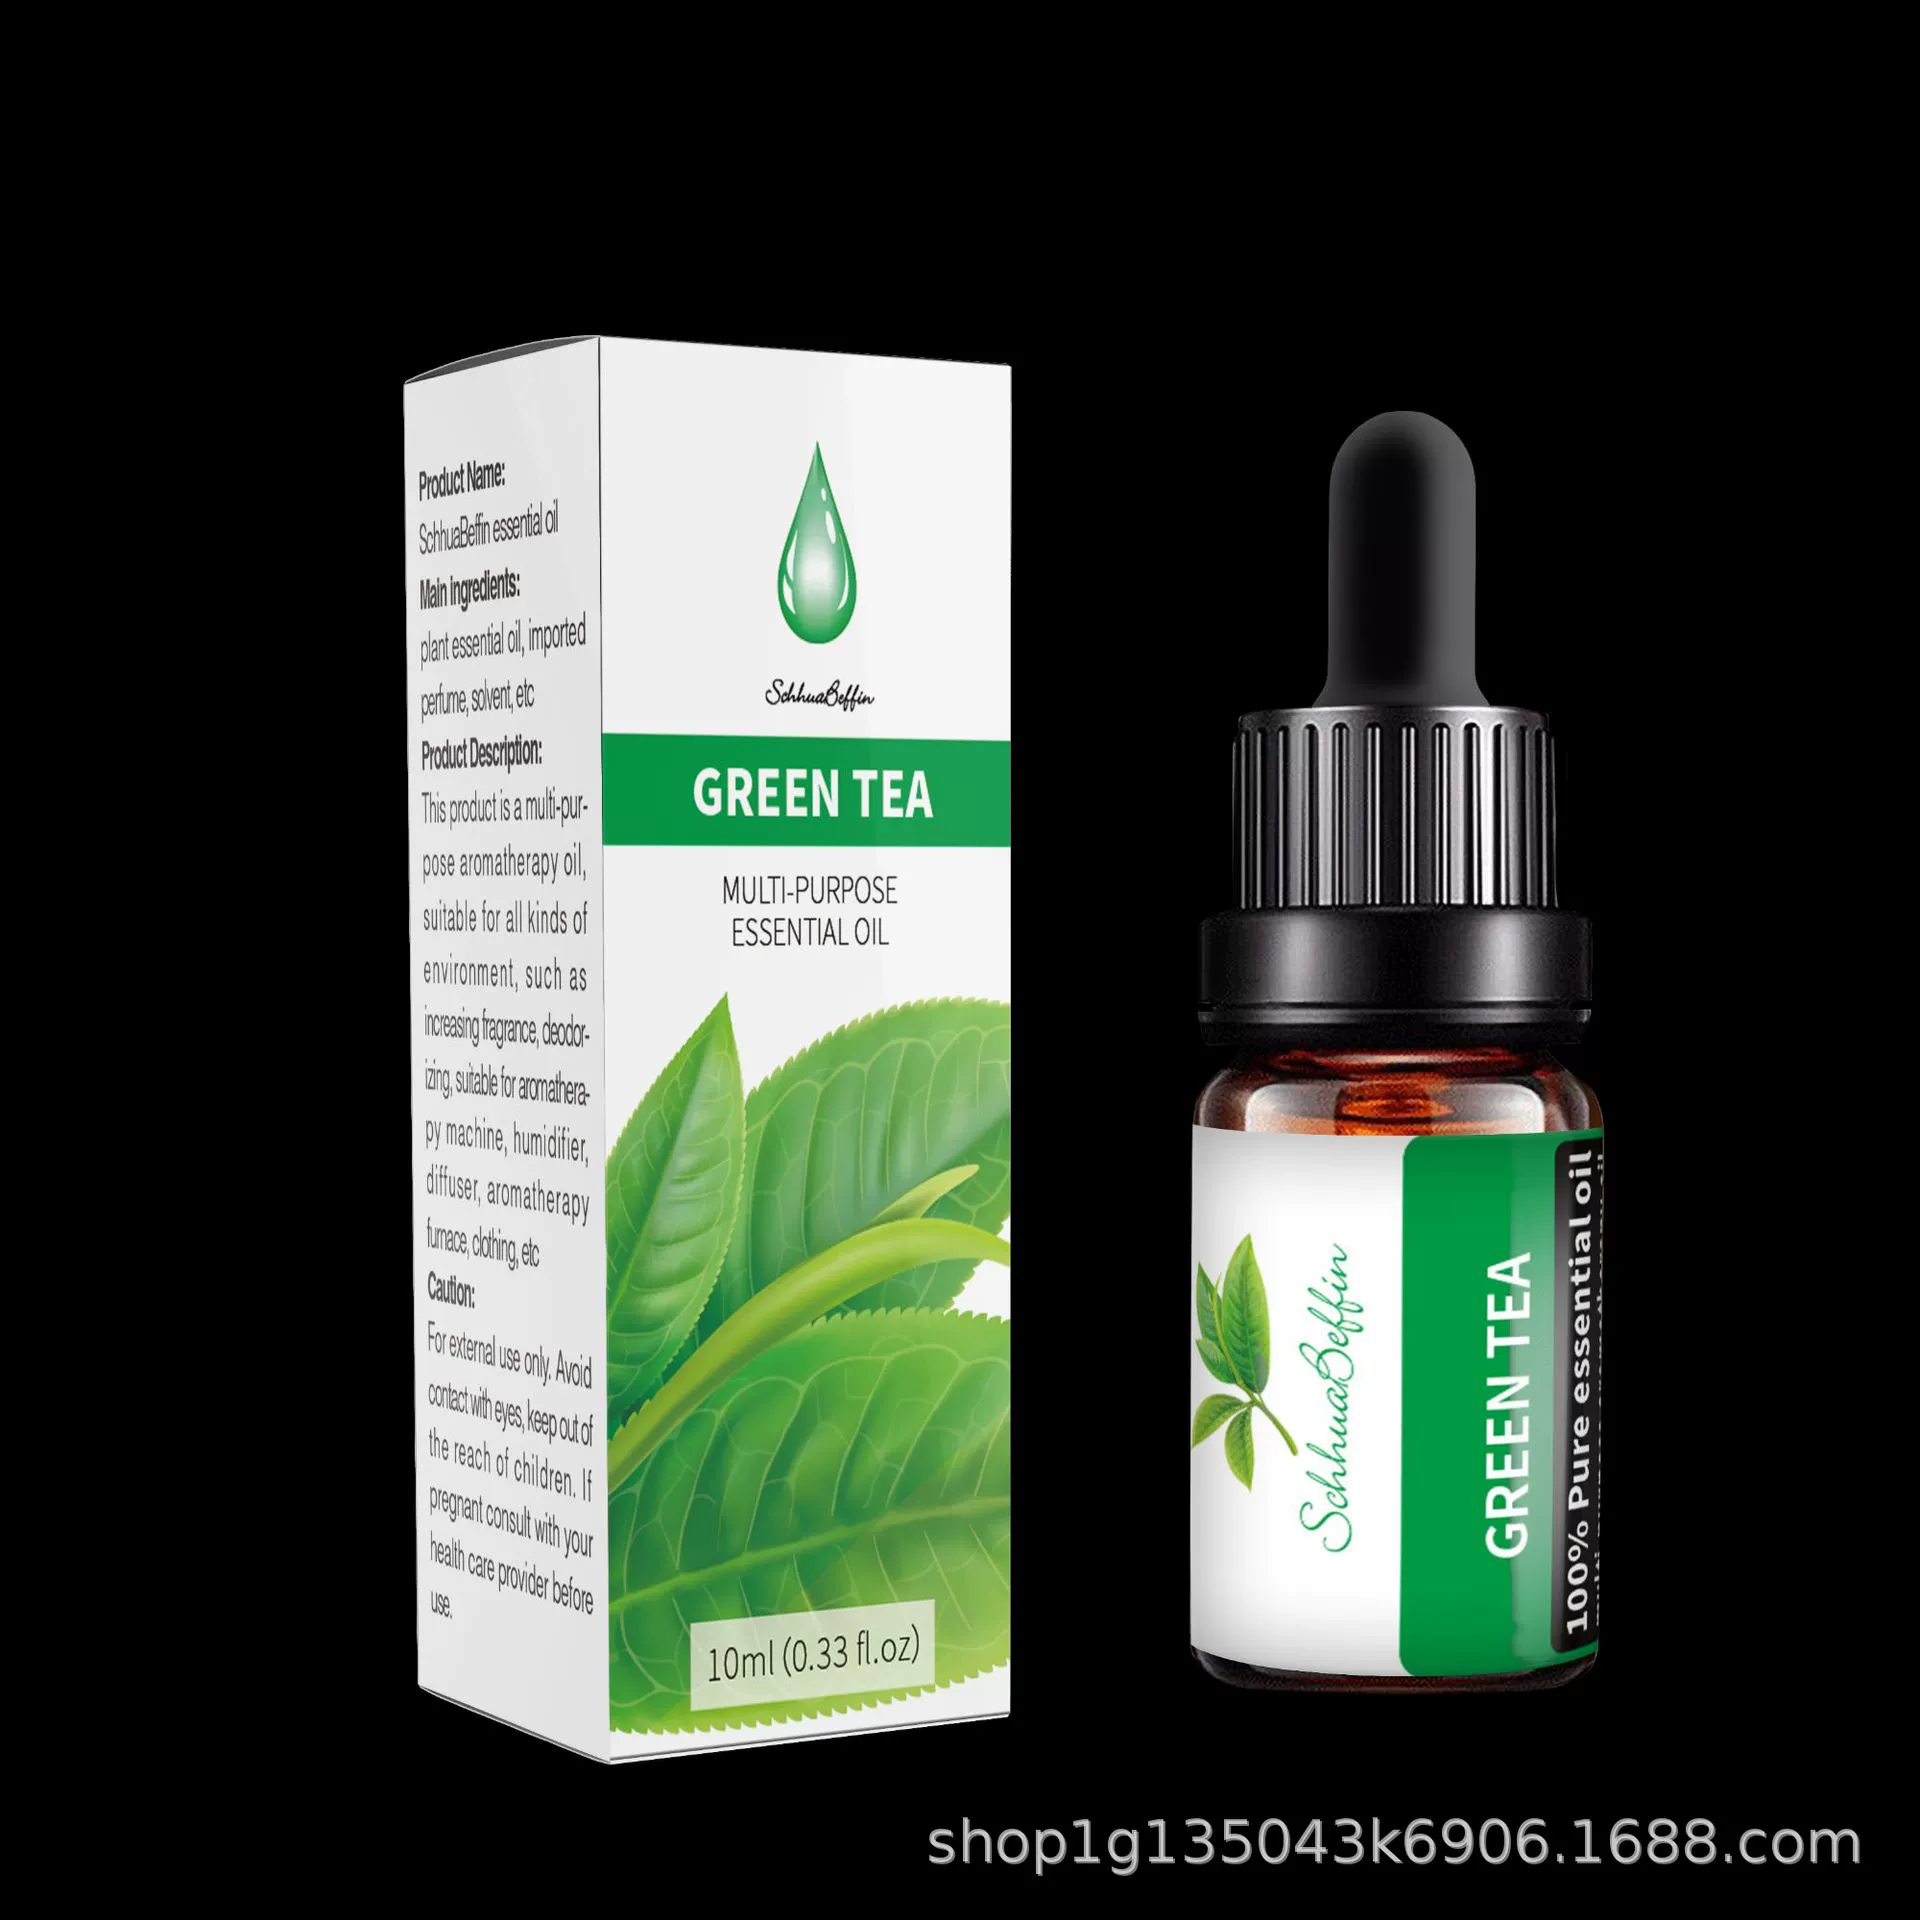 Product Name:
SchhuaBeffin essential oil
Main ingredients:
plant essential oil, imported
perfume, solvent, etc
Product Description:
This product is a multi-pur-
pose aromatherapy oil,
suitable for all kinds of
environment, such as
increasing fragrance, deodor-
izing, suitable for aromathera-
py machine, humidifier,
diffuser, aromatherapy
furnace, clothing, etc
Caution:
For external use only. Avoid
contact with eyes, keep out of
the reach of children. If
pregnant consult with your
health care provider before
use.
SchhuaBeffin
GREEN TEA
MULTI-PURPOSE
ESSENTIAL OIL
10ml (0.33 fl.oz)
SchhuaBeffin
GREEN TEA
100% Pure essential oil
shop1g135043k6906.1688.com